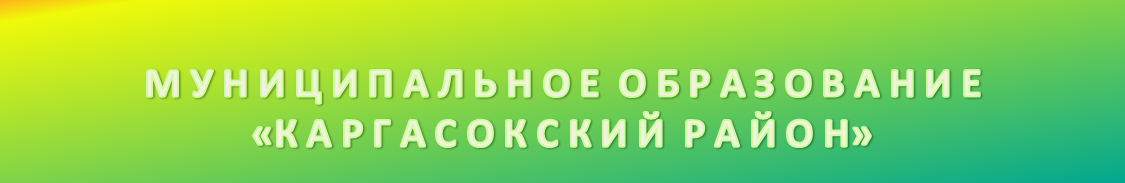 МУНИЦИПАЛЬНОЕ ОБРАЗОВАНИЕ
«КАРГАСОКСКИЙ РАЙОН»